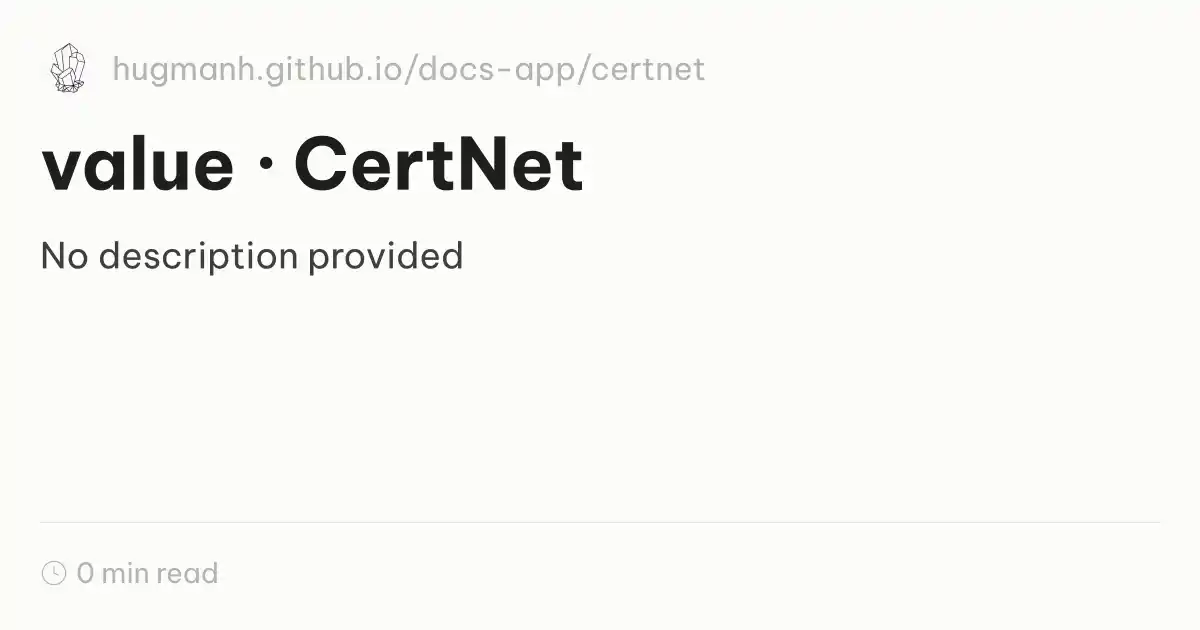 hugmanh.github.io/docs-app/certnet
value · CertNet
No description provided
0 min read